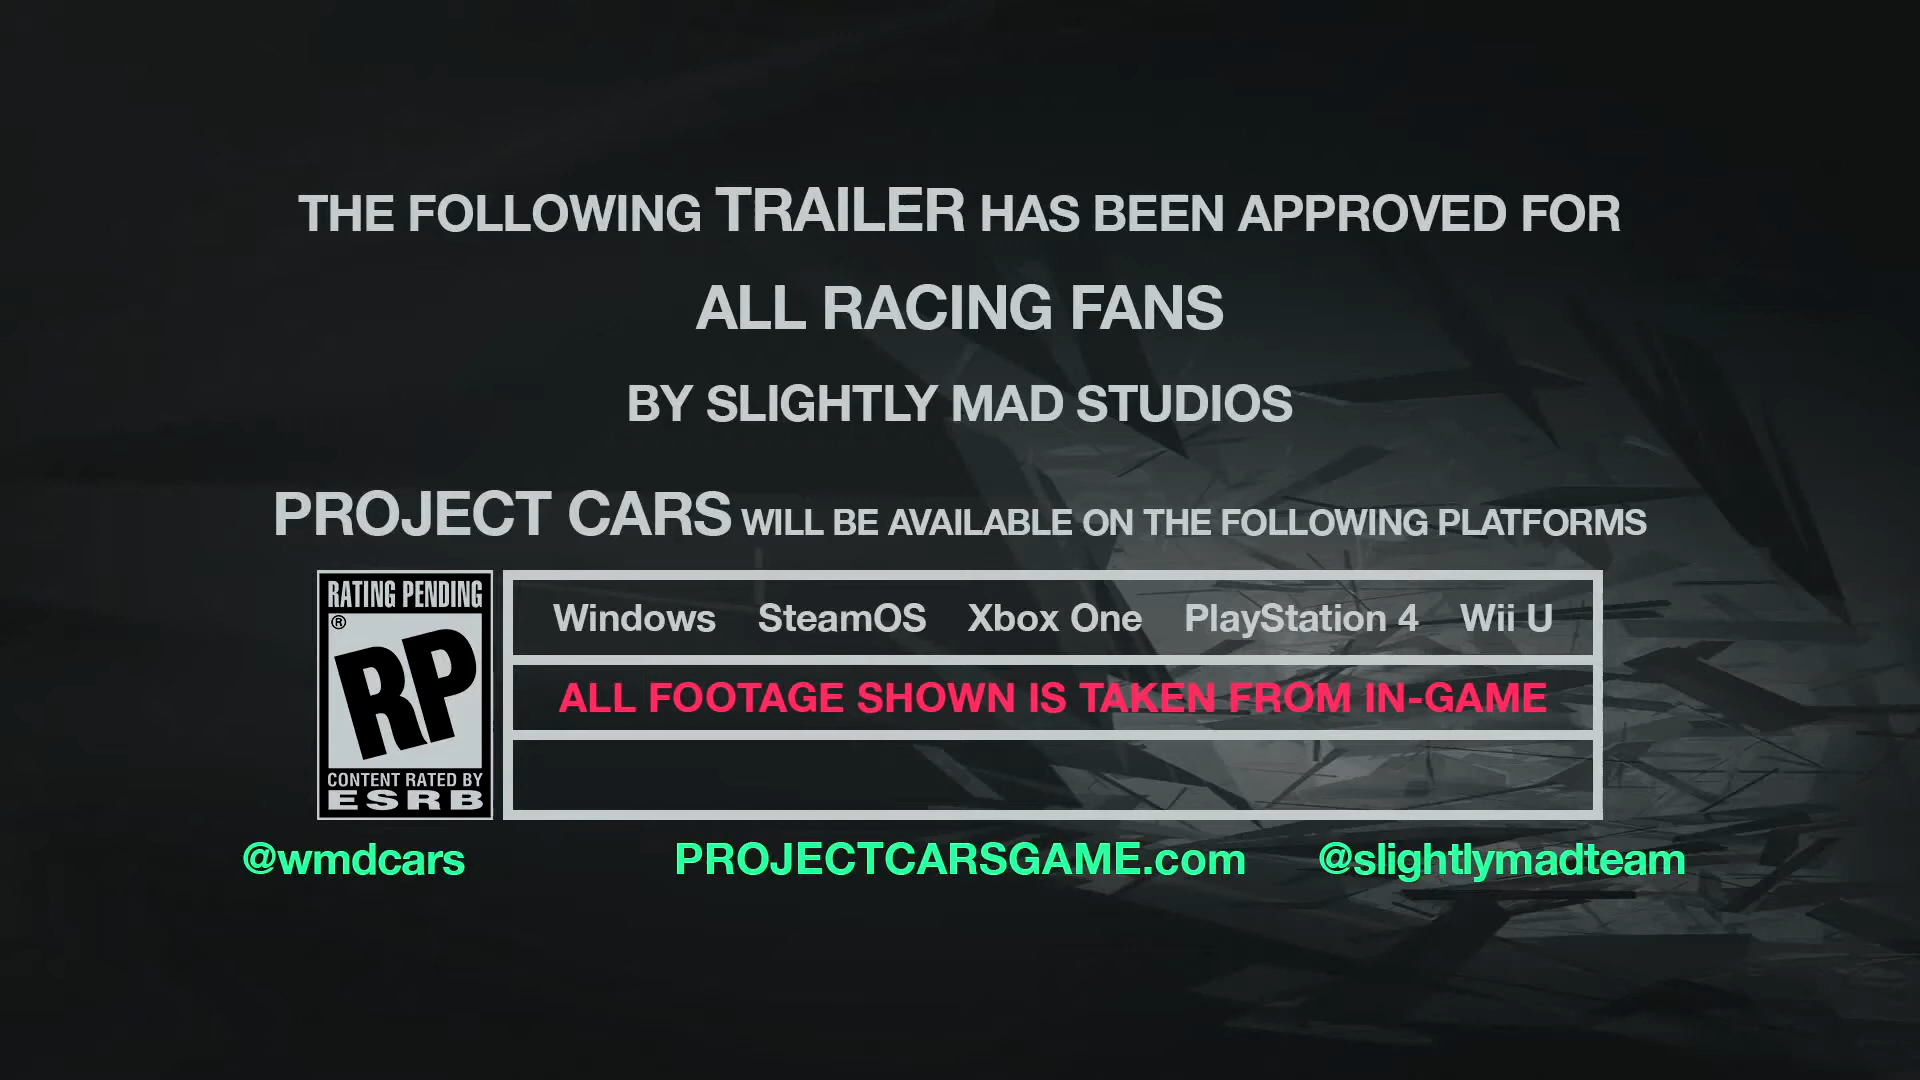 THE FOLLOWING TRAILER HAS BEEN APPROVED FOR
ALL RACING FANS
BY SLIGHTLY MAD STUDIOS
PROJECT CARS WILL BE AVAILABLE ON THE FOLLOWING PLATFORMS
RATING PENDING
®
RP
CONTENT RATED BY
ESRB
Windows SteamOS Xbox One PlayStation 4 Wii U
ALL FOOTAGE SHOWN IS TAKEN FROM IN-GAME
@wmdcars PROJECTCARSGAME.com @slightlymadteam